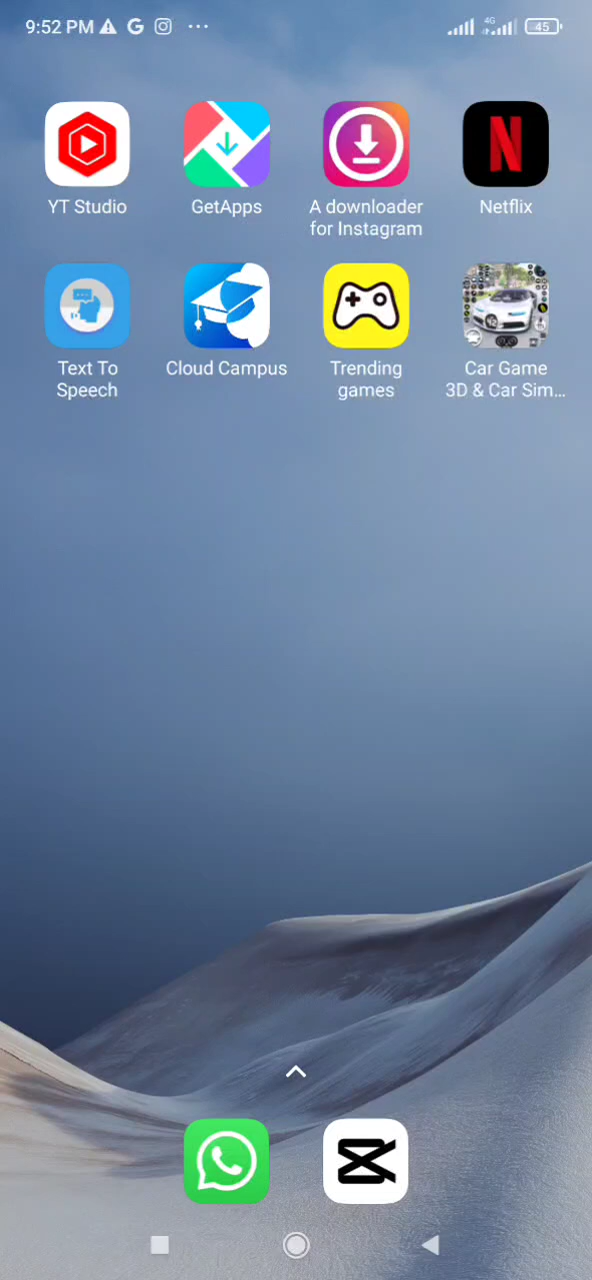 9:52 PM
4G
45
YT Studio
GetApps
A downloader
for Instagram
Netflix
Text To
Speech
Cloud Campus
Trending
games
Car Game
3D & Car Sim...